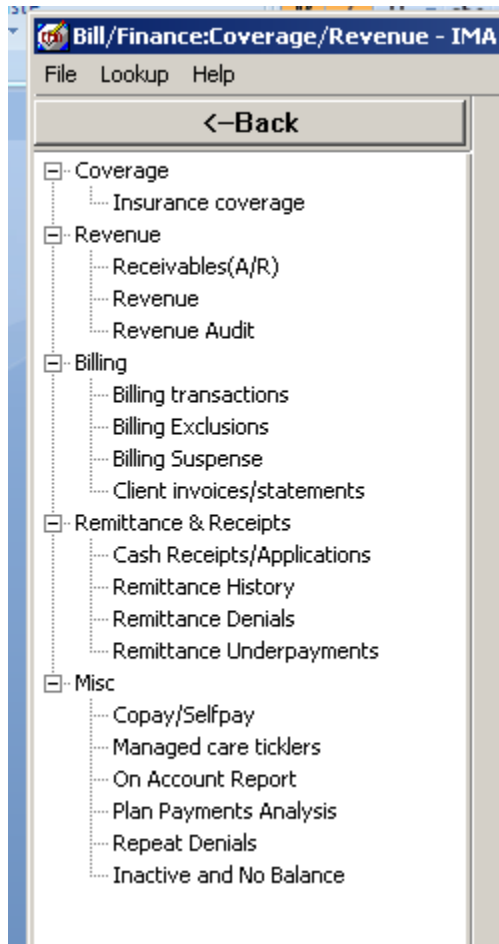 Bill/Finance:Coverage/Revenue - IMA
File Lookup Help
<-Back
Coverage
Insurance coverage
Revenue
Receivables(A/R)
Revenue
Revenue Audit
Billing
Billing transactions
Billing Exclusions
Billing Suspense
Client invoices/statements
Remittance & Receipts
Cash Receipts/Applications
Remittance History
Remittance Denials
Remittance Underpayments
Misc
Copay/Selfpay
Managed care ticklers
On Account Report
Plan Payments Analysis
Repeat Denials
Inactive and No Balance